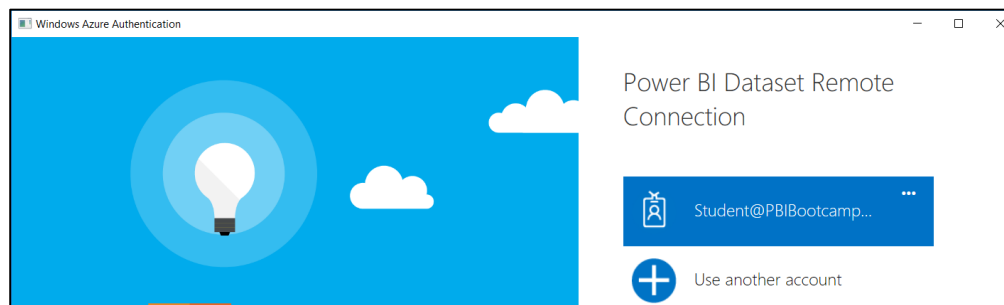 Windows Azure Authentication
Power BI Dataset Remote
Connection
Student@PBIBootcamp...
Use another account